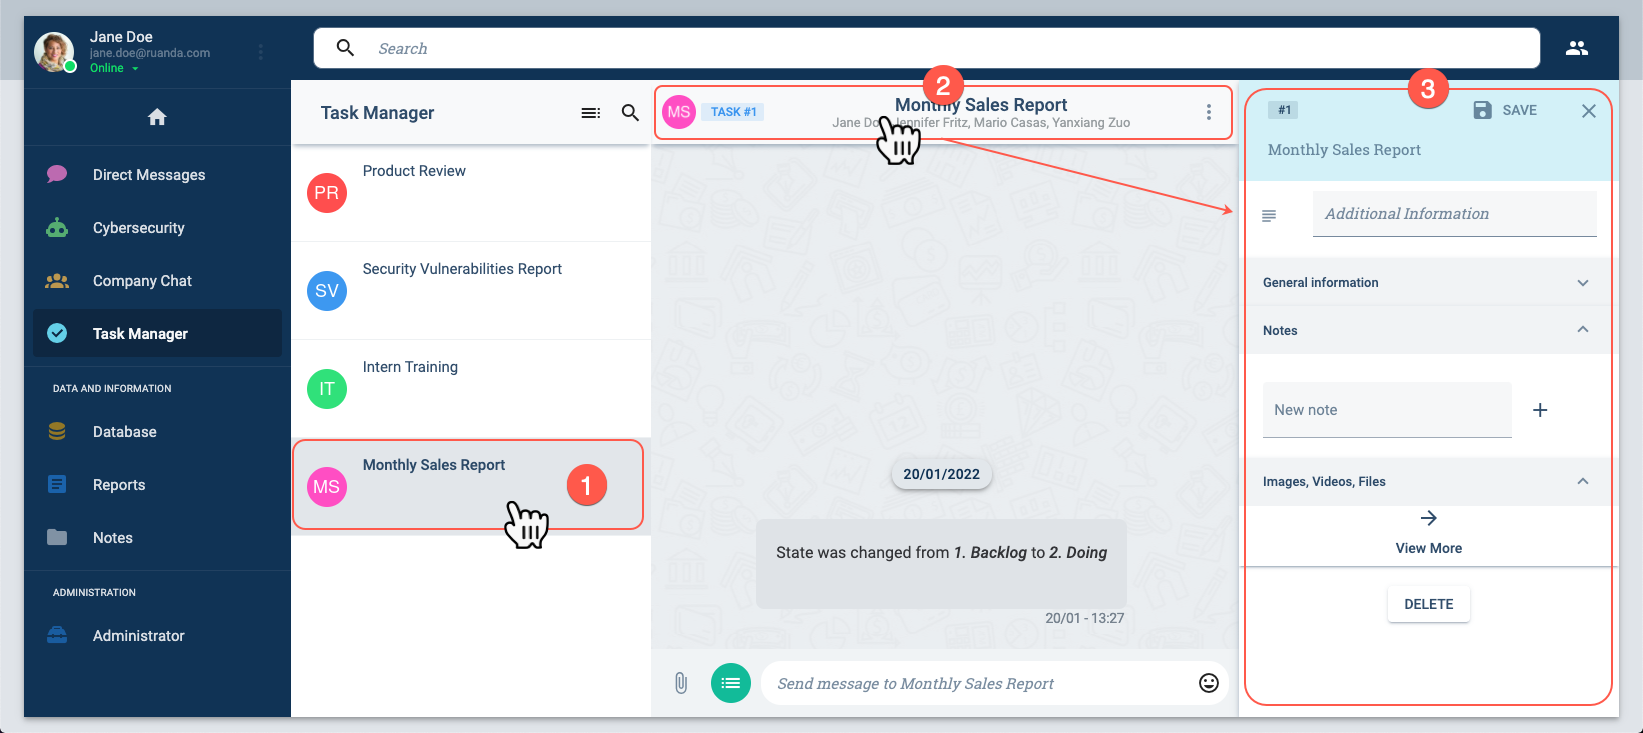 Jane Doe
jane.doe@ruanda.com
Online
Search
Direct Messages
Cybersecurity
Company Chat
Task Manager
DATA AND INFORMATION
Database
Reports
Notes
ADMINISTRATION
Administrator
Task Manager
PR
Product Review
SV
Security Vulnerabilities Report
IT
Intern Training
MS
Monthly Sales Report
1
2
MS
TASK #1
Monthly Sales Report
Jane Do Jennifer Fritz, Mario Casas, Yanxiang Zuo
20/01/2022
State was changed from 1. Backlog to 2. Doing
20/01 - 13:27
Send message to Monthly Sales Report
3
#1
SAVE
Monthly Sales Report
Additional Information
General information
Notes
New note
Images, Videos, Files
View More
DELETE